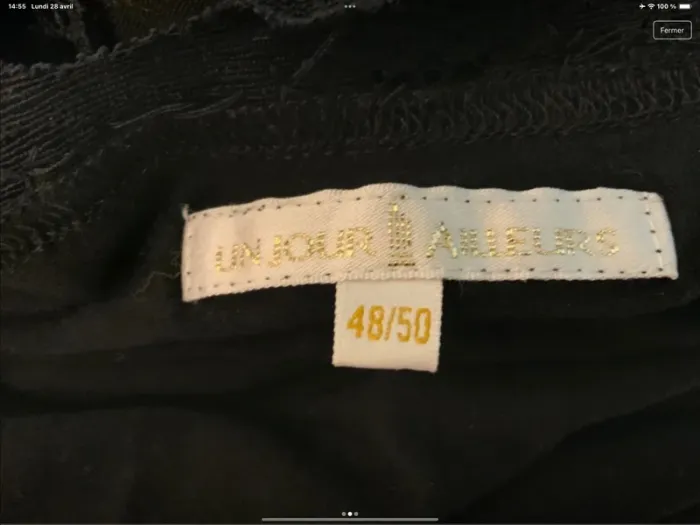 14:55 Lundi 28 avril
100 %
Fermer
UN JOUR AILLEURS
48/50